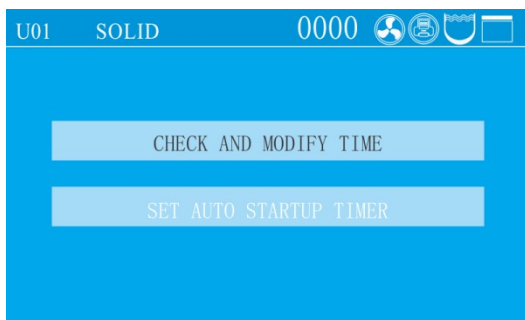 U01 SOLID 0000
CHECK AND MODIFY TIME
SET AUTO STARTUP TIMER